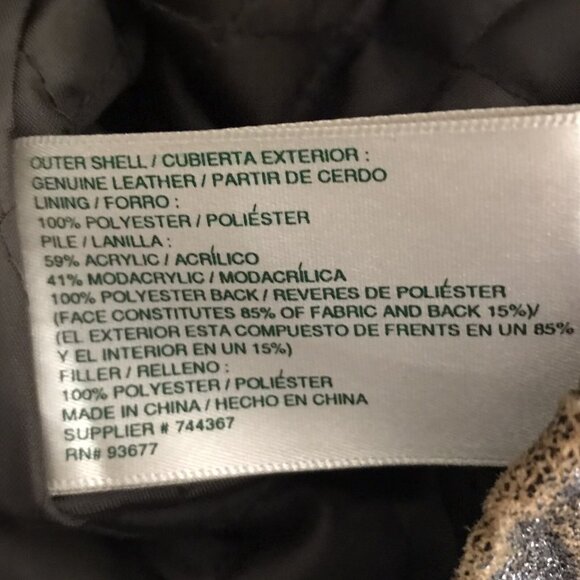 OUTER SHELL / CUBIERTA EXTERIOR :
GENUINE LEATHER / PARTIR DE CERDO
LINING / FORRO :
100% POLYESTER / POLIÉSTER
PILE / LANILLA :
59% ACRYLIC / ACRÍLICO
41% MODACRYLIC / MODACRÍLICA
100% POLYESTER BACK / REVERES DE POLIÉSTER
(FACE CONSTITUTES 85% OF FABRIC AND BACK 15%)/
(EL EXTERIOR ESTA COMPUESTO DE FRENTS EN UN 85%
Y EL INTERIOR EN UN 15%)
FILLER / RELLENO :
100% POLYESTER / POLIÉSTER
MADE IN CHINA / HECHO EN CHINA
SUPPLIER # 744367
RN# 93677